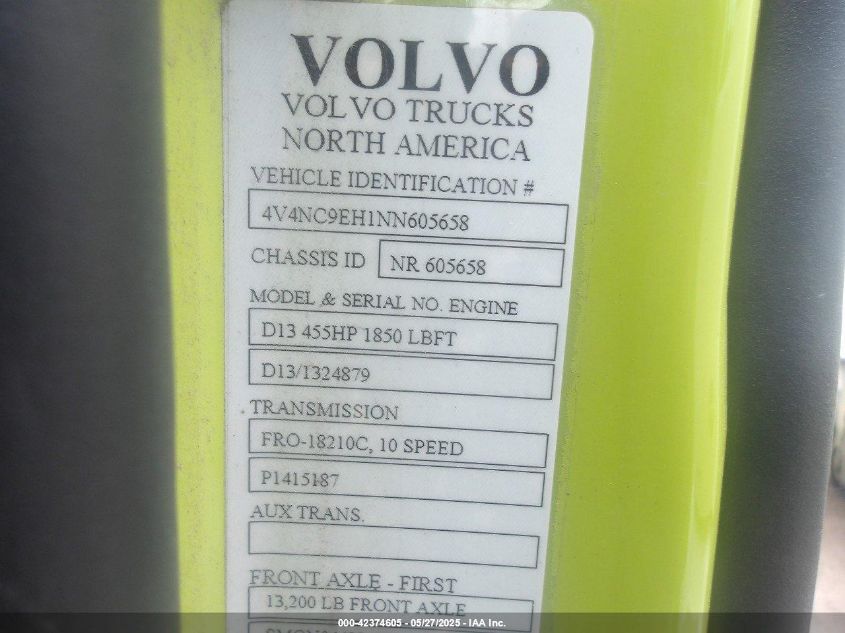 VOLVO
VOLVO TRUCKS
NORTH AMERICA
VEHICLE IDENTIFICATION #
4V4NC9EH1NN605658
CHASSIS ID NR 605658
MODEL & SERIAL NO. ENGINE
D13 455HP 1850 LBFT
D13/1324879
TRANSMISSION
FRO-18210C, 10 SPEED
P1415187
AUX TRANS.
FRONT AXLE - FIRST
13,200 LB FRONT AXLE
000-42374605 - 05/27/2025 - IAA Inc.